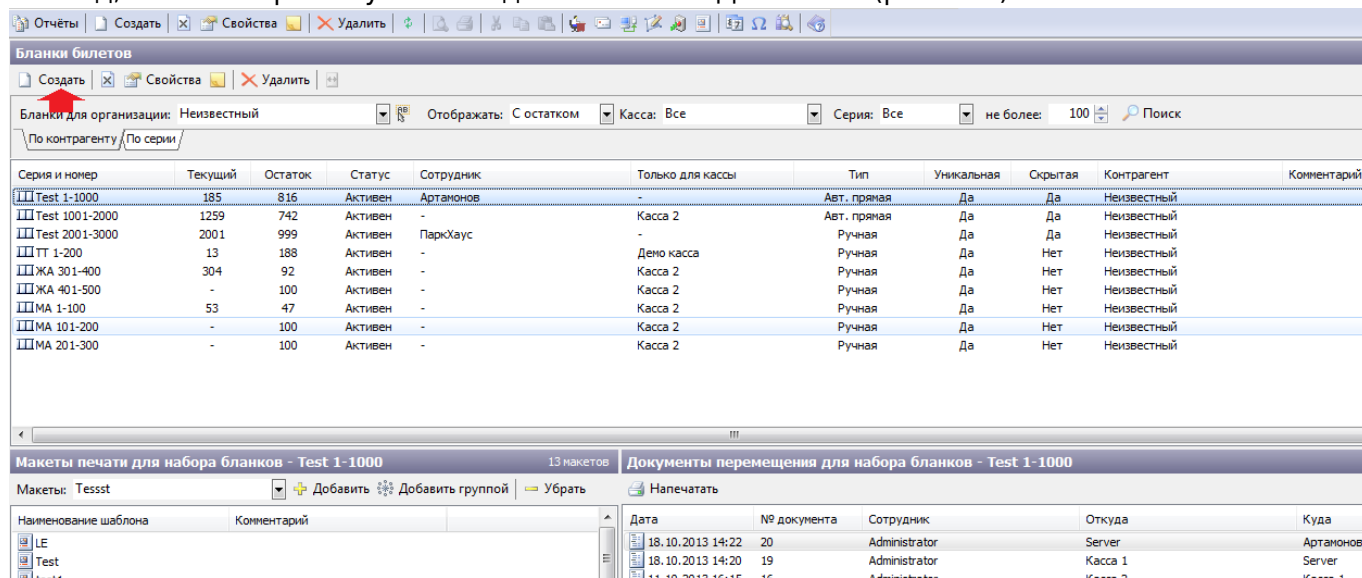 Отчёты Создать Свойства Удалить
Бланки билетов
Создать Свойства Удалить
Бланки для организации: Неизвестный Отображать: С остатком Касса: Все Серия: Все не более: 100 Поиск
По контрагенту По серии
Серия и номер Текущий Остаток Статус Сотрудник Только для кассы Тип Уникальная Скрытая Контрагент Комментарий
Test 1-1000 185 816 Активен Артамонов - Авт. прямая Да Да Неизвестный
Test 1001-2000 1259 742 Активен - Касса 2 Авт. прямая Да Да Неизвестный
Test 2001-3000 2001 999 Активен ПаркХаус - Ручная Да Да Неизвестный
ТТ 1-200 13 188 Активен - Демо касса Ручная Да Нет Неизвестный
ЖА 301-400 304 92 Активен - Касса 2 Ручная Да Нет Неизвестный
ЖА 401-500 - 100 Активен - Касса 2 Ручная Да Нет Неизвестный
МА 1-100 53 47 Активен - Касса 2 Ручная Да Нет Неизвестный
МА 101-200 - 100 Активен - Касса 2 Ручная Да Нет Неизвестный
МА 201-300 - 100 Активен - Касса 2 Ручная Да Нет Неизвестный
Макеты печати для набора бланков - Test 1-1000 13 макетов
Макеты: Tessst Добавить Добавить группой Убрать
Наименование шаблона Комментарий
LE
Test
Документы перемещения для набора бланков - Test 1-1000
Напечатать
Дата № документа Сотрудник Откуда Куда
18.10.2013 14:22 20 Administrator Server Артамонов
18.10.2013 14:20 19 Administrator Касса 1 Server